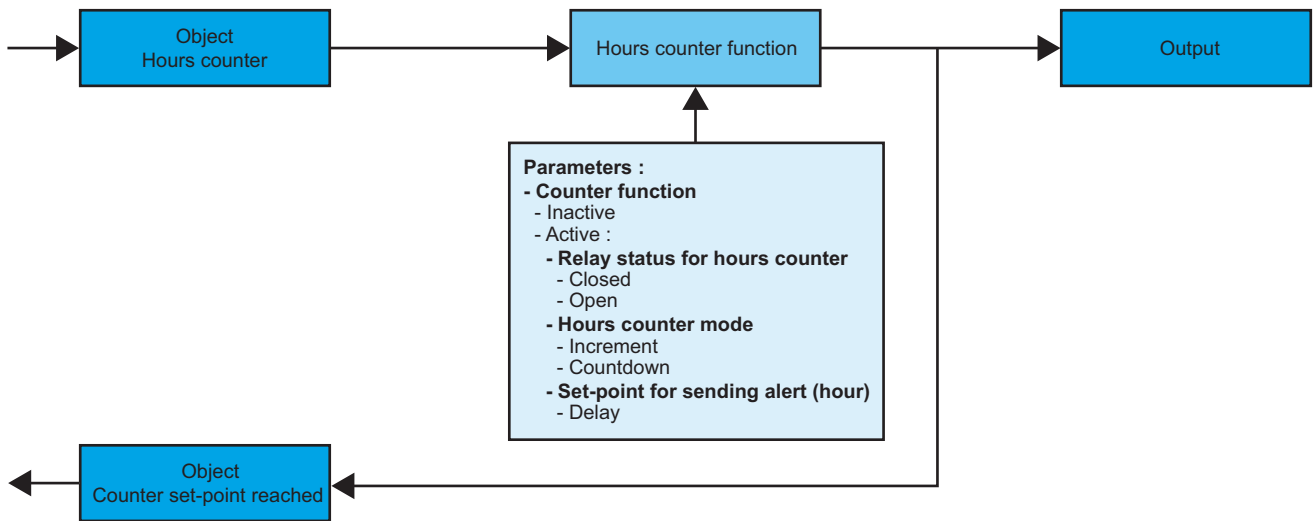 Object
Hours counter
Hours counter function
Output
Parameters :
- Counter function
- Inactive
- Active :
- Relay status for hours counter
- Closed
- Open
- Hours counter mode
- Increment
- Countdown
- Set-point for sending alert (hour)
- Delay
Object
Counter set-point reached